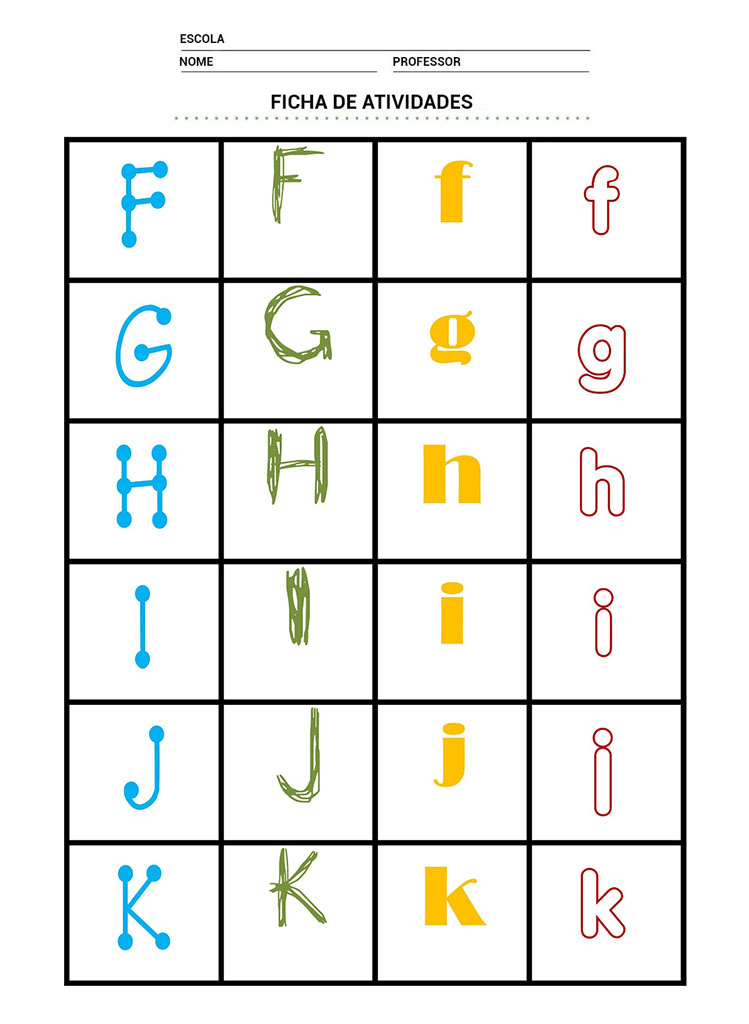 ESCOLA
NOME PROFESSOR
FICHA DE ATIVIDADES
F F f f
G G g g
H H h h
I I i i
J J j j
K K k k